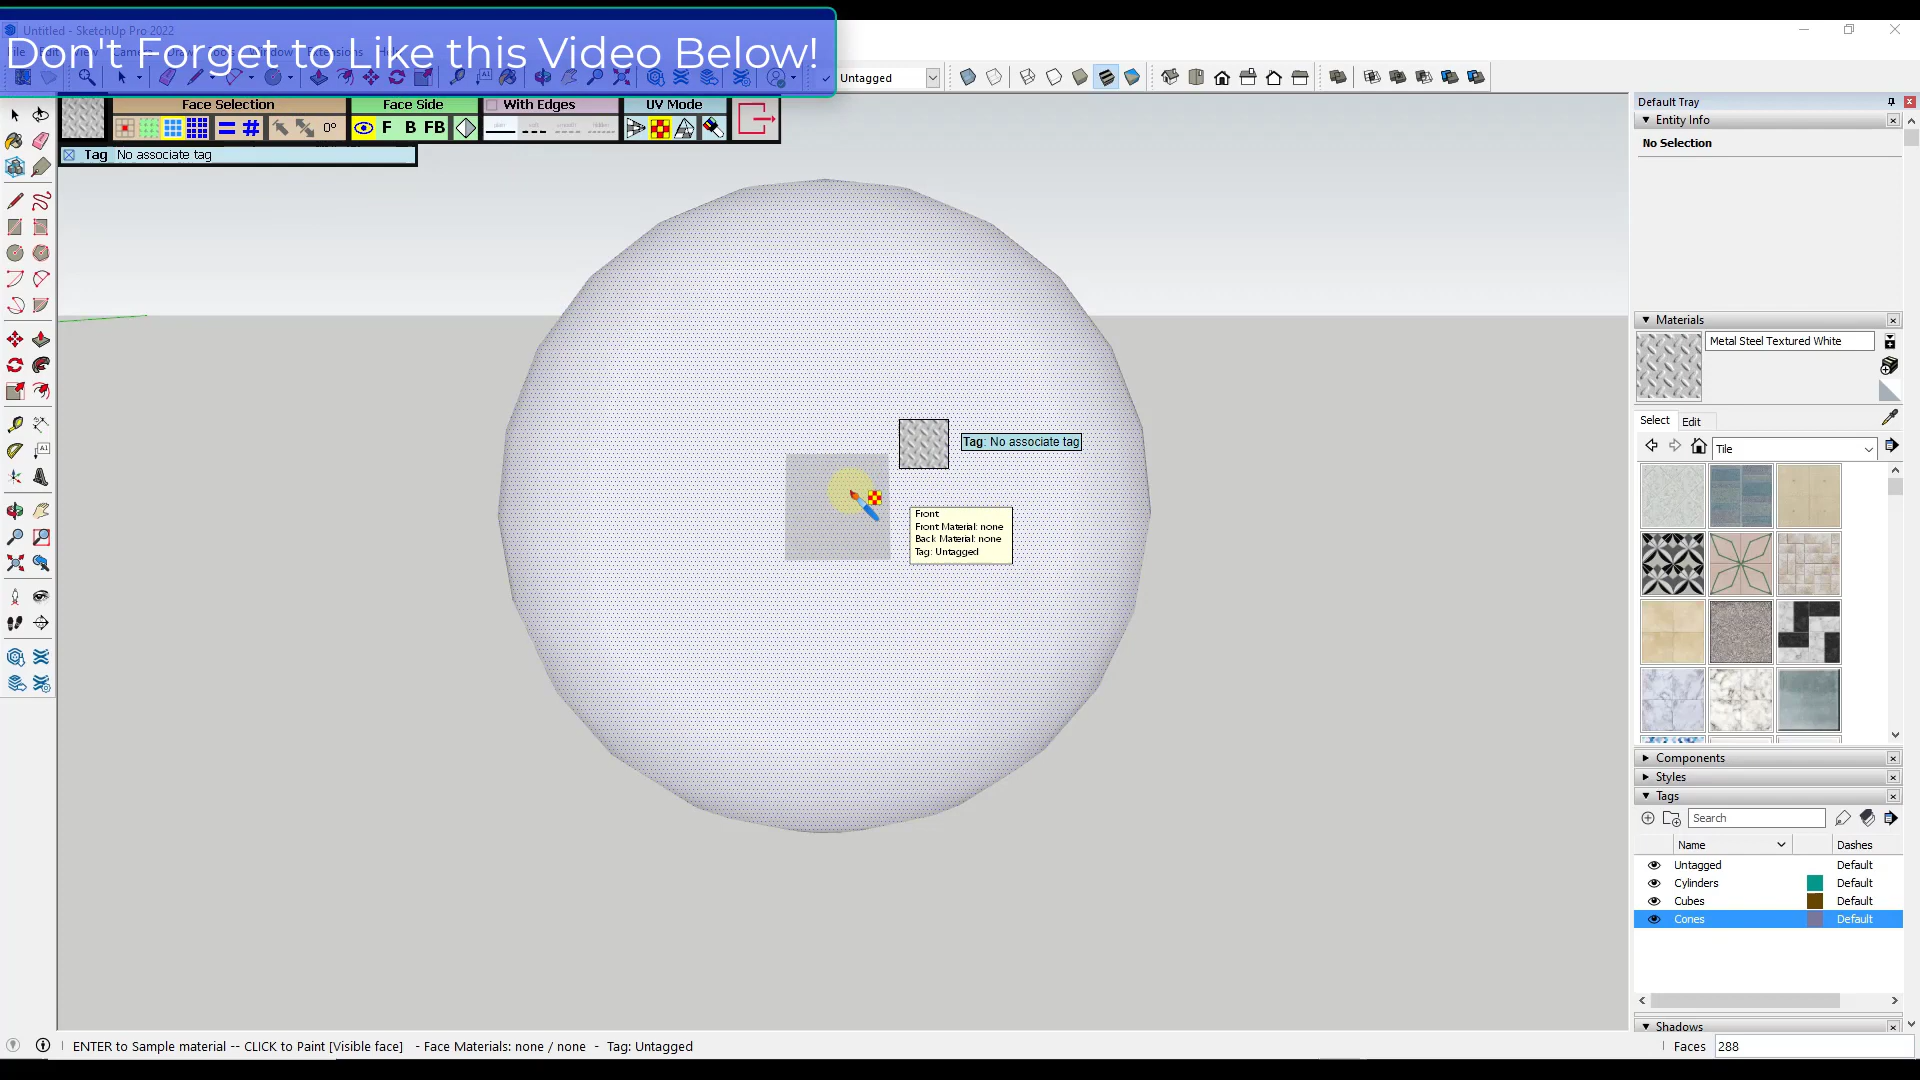 Untitled - SketchUp Pro 2022
Don't Forget to Like this Video Below!
Untagged
Face Selection
Face Side
With Edges
UV Mode
0°
F
B
FB
Tag
No associate tag
Tag: No associate tag
Front
Front Material: none
Back Material: none
Tag: Untagged
Default Tray
Entity Info
No Selection
Materials
Metal Steel Textured White
Select
Edit
Tile
Components
Styles
Tags
Search
Name
Dashes
Untagged
Default
Cylinders
Default
Cubes
Default
Cones
Default
Shadows
ENTER to Sample material -- CLICK to Paint [Visible face] - Face Materials: none / none - Tag: Untagged
Faces
288